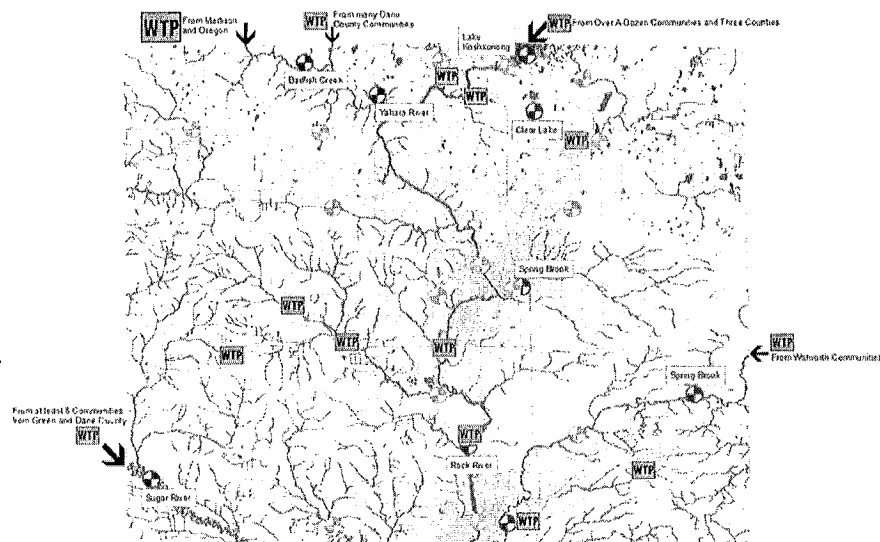 WTP
From Madison
and Oregon
WTP
From many Dane
County Communities
Lake
Koshkonong
WTP
From Over A Dozen Communities and Three Counties
Badfish Creek
WTP
WTP
Yahara River
Clear Lake
WTP
Spring Brook
WTP
WTP
WTP
WTP
WTP
From Walworth Communities
Spring Brook
From at least 5 Communities
from Green and Dane County
WTP
WTP
Rock River
WTP
Sugar River
WTP